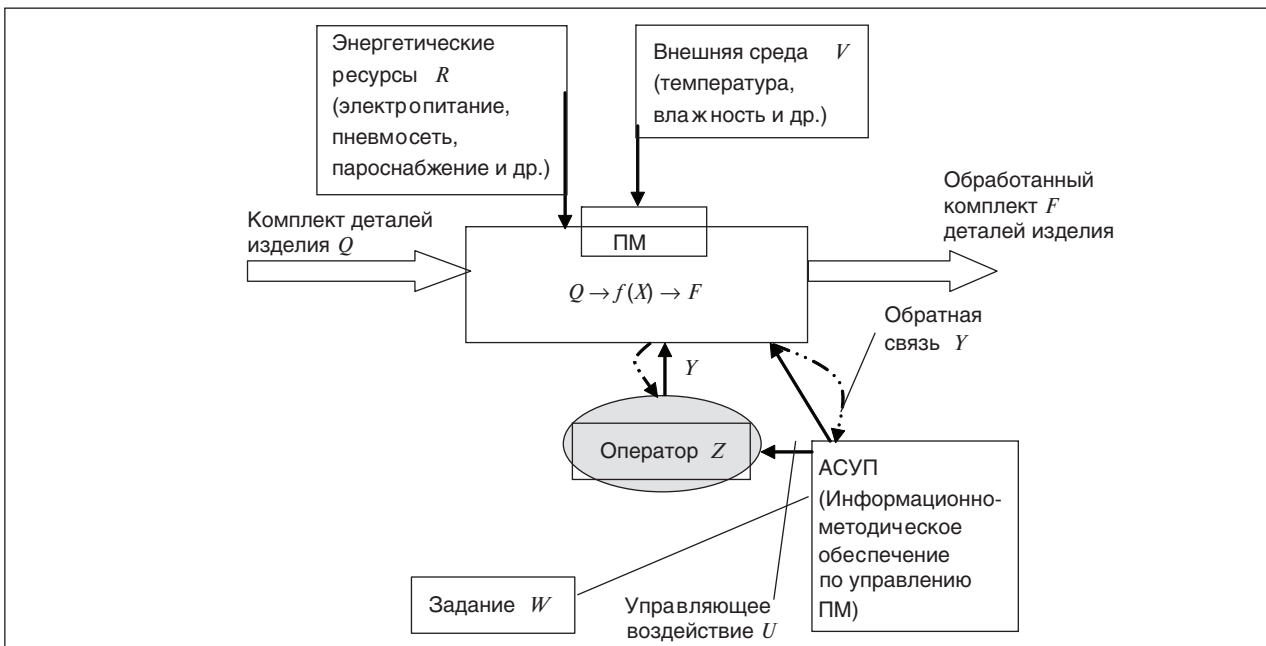 Энергетические
ресурсы R
(электропитание,
пневмосеть,
пароснабжение и др.)
Внешняя среда V
(температура,
влажность и др.)
Комплект деталей
изделия Q
ПМ
Q → f(X) → F
Обработанный
комплект F
деталей изделия
Обратная
связь Y
Y
Оператор Z
АСУП
(Информационно-
методическое
обеспечение
по управлению
ПМ)
Задание W
Управляющее
воздействие U